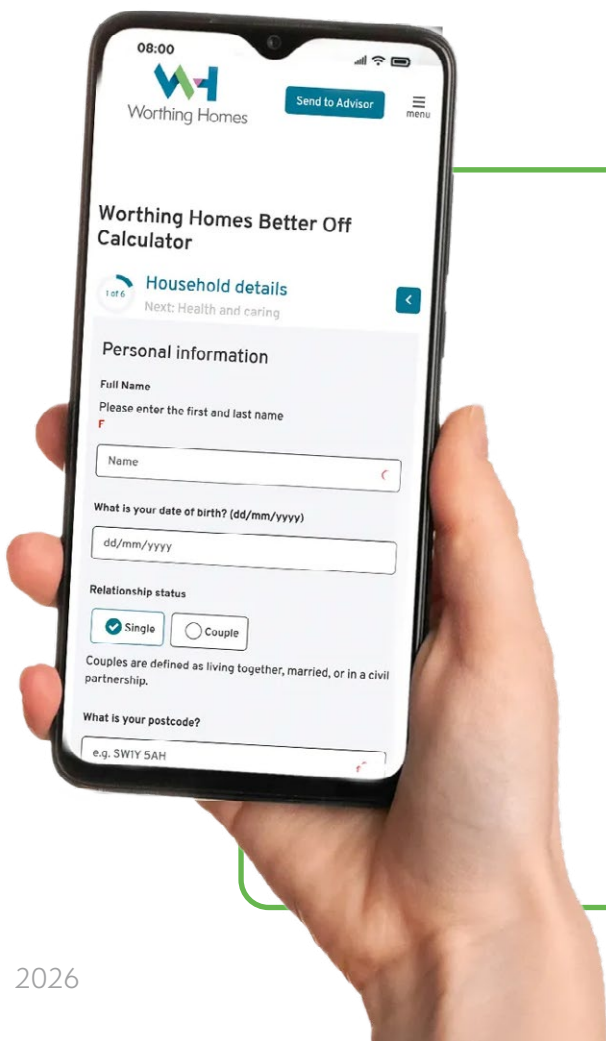 08:00
Worthing Homes
Send to Advisor
menu
Worthing Homes Better Off
Calculator
1 of 6
Household details
Next: Health and caring
Personal information
Full Name
Please enter the first and last name
F
Name
What is your date of birth? (dd/mm/yyyy)
dd/mm/yyyy
Relationship status
Single
Couple
Couples are defined as living together, married, or in a civil
partnership.
What is your postcode?
e.g. SW1Y 5AH
2026